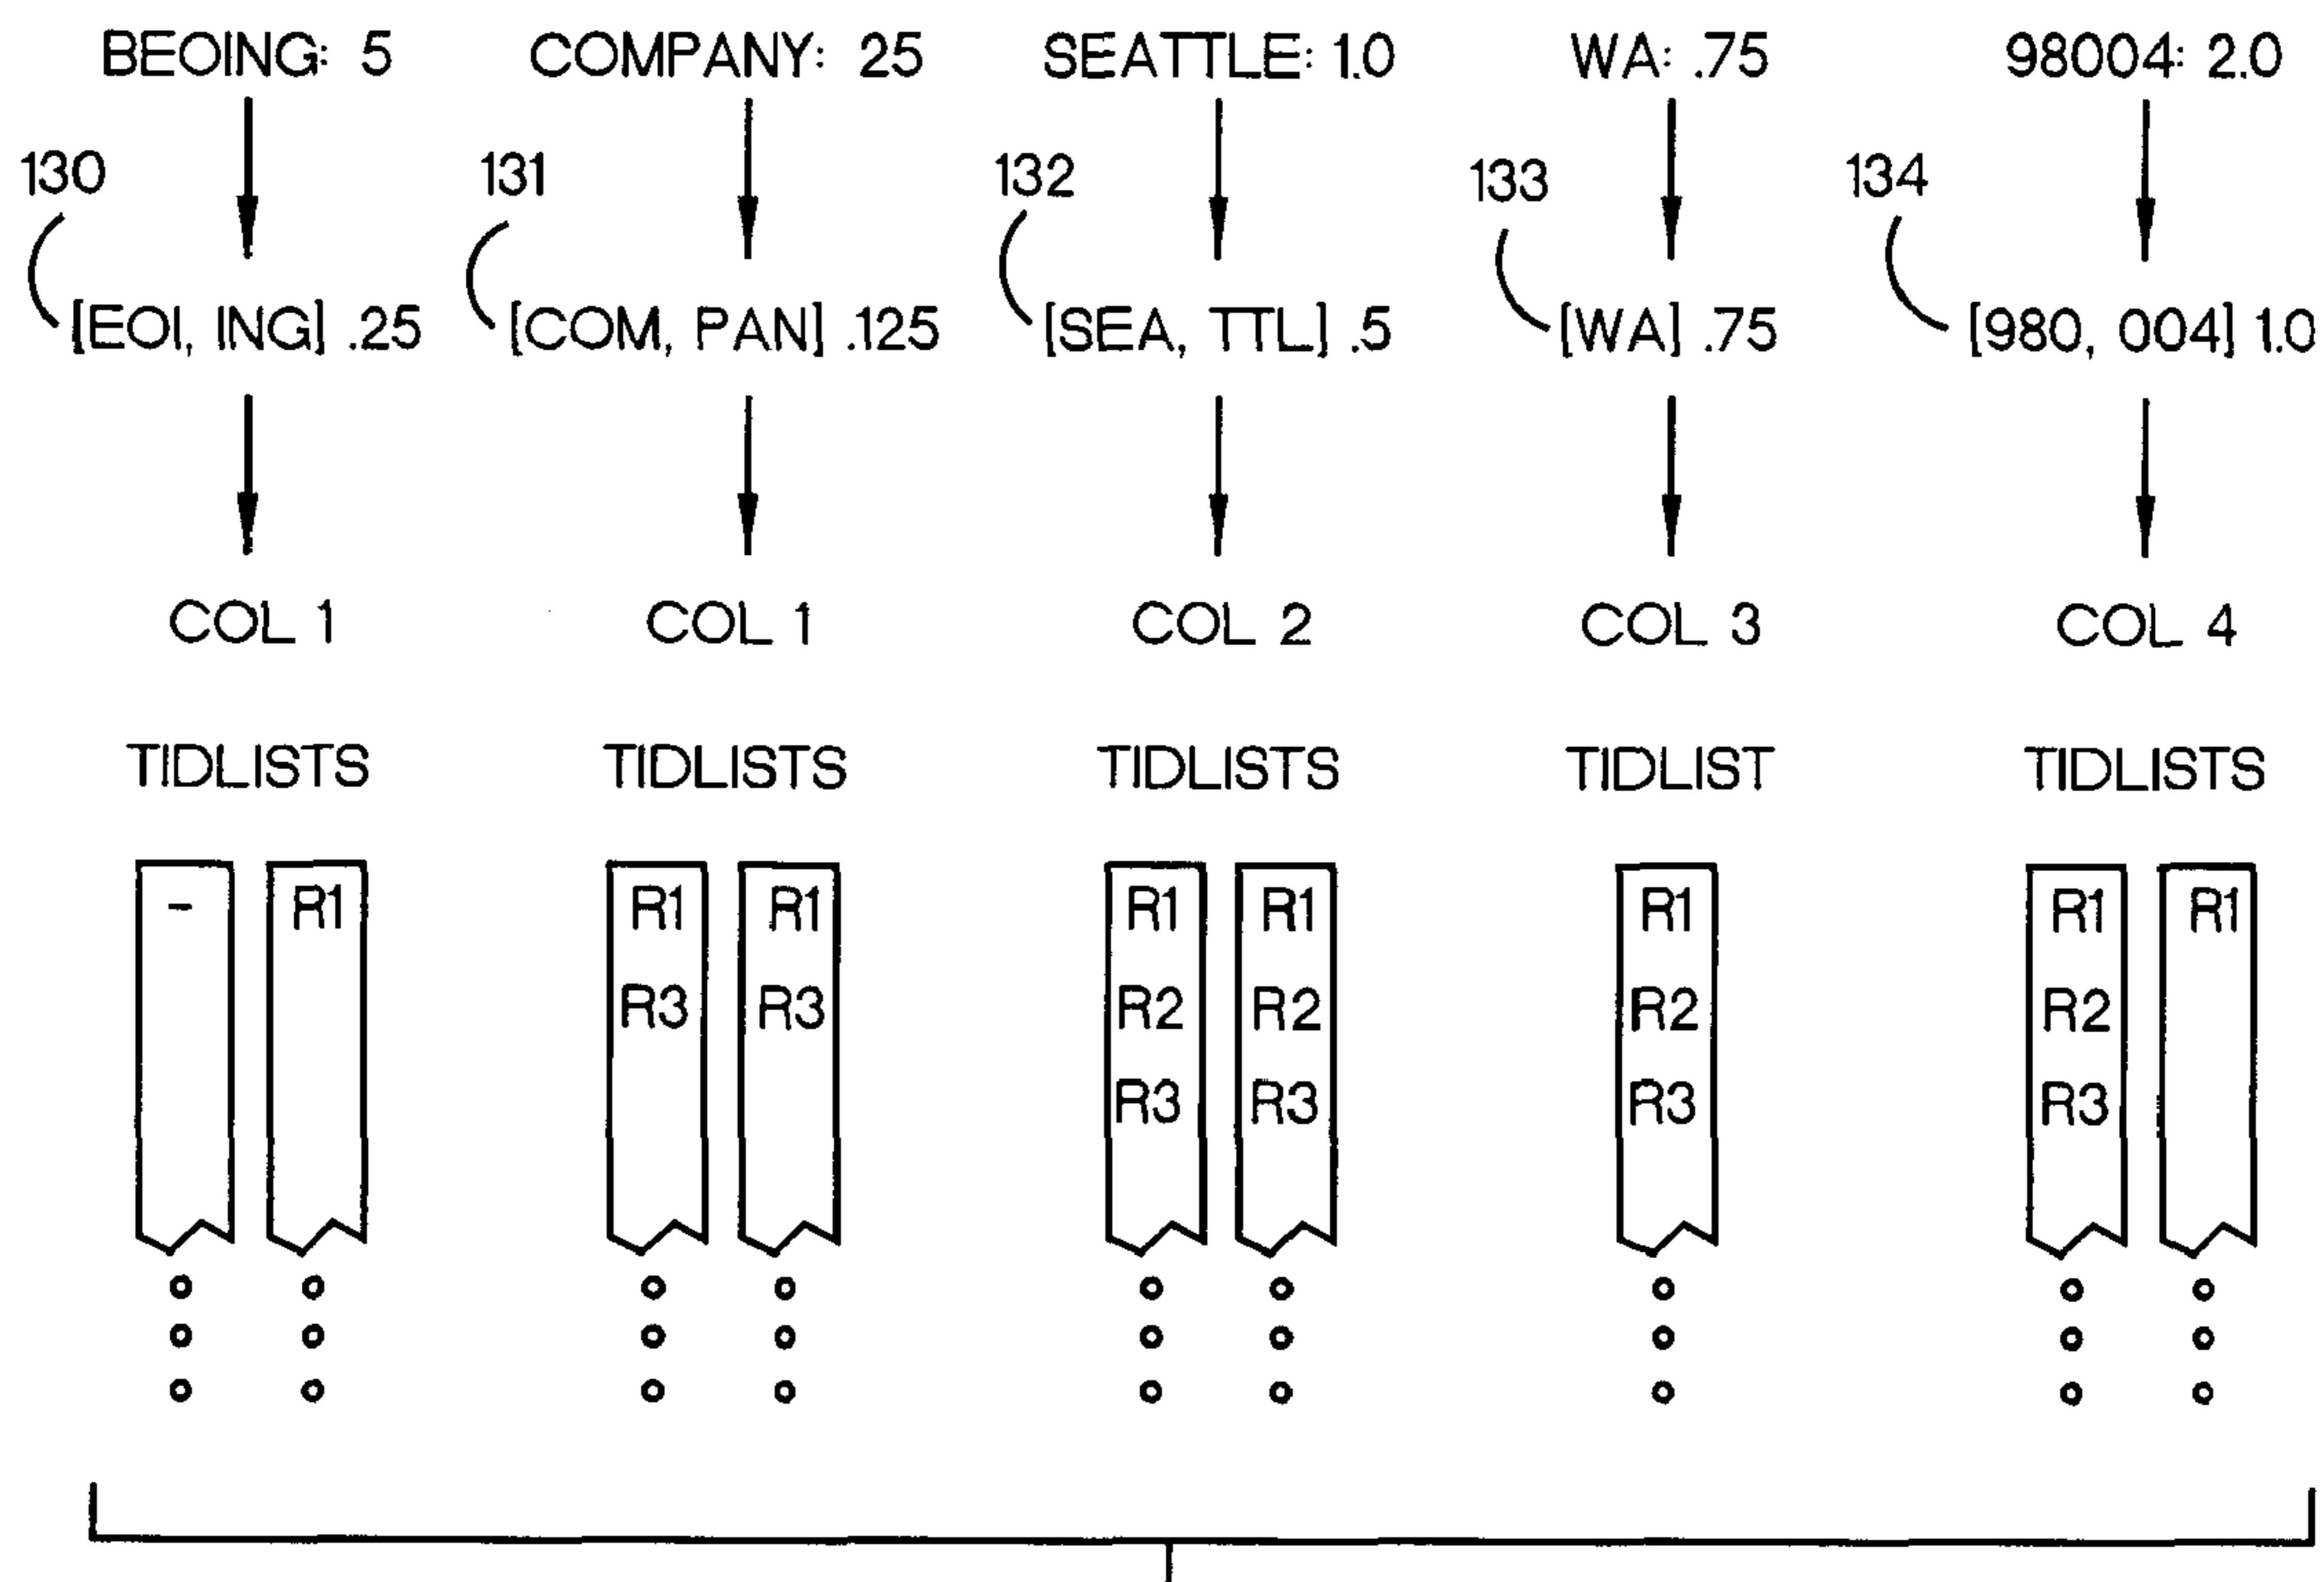 BEOING: 5 COMPANY: 25 SEATTLE: 1.0 WA: .75 98004: 2.0
130 131 132 133 134
[EOI, ING] .25 [COM, PAN] .125 [SEA, TTL] .5 [WA] .75 [980, 004] 1.0
COL 1 COL 1 COL 2 COL 3 COL 4
TIDLISTS TIDLISTS TIDLISTS TIDLIST TIDLISTS
- R1 R1 R1 R1 R1 R1 R1 R1
R3 R3 R2 R2 R2 R2
R3 R3 R3 R3